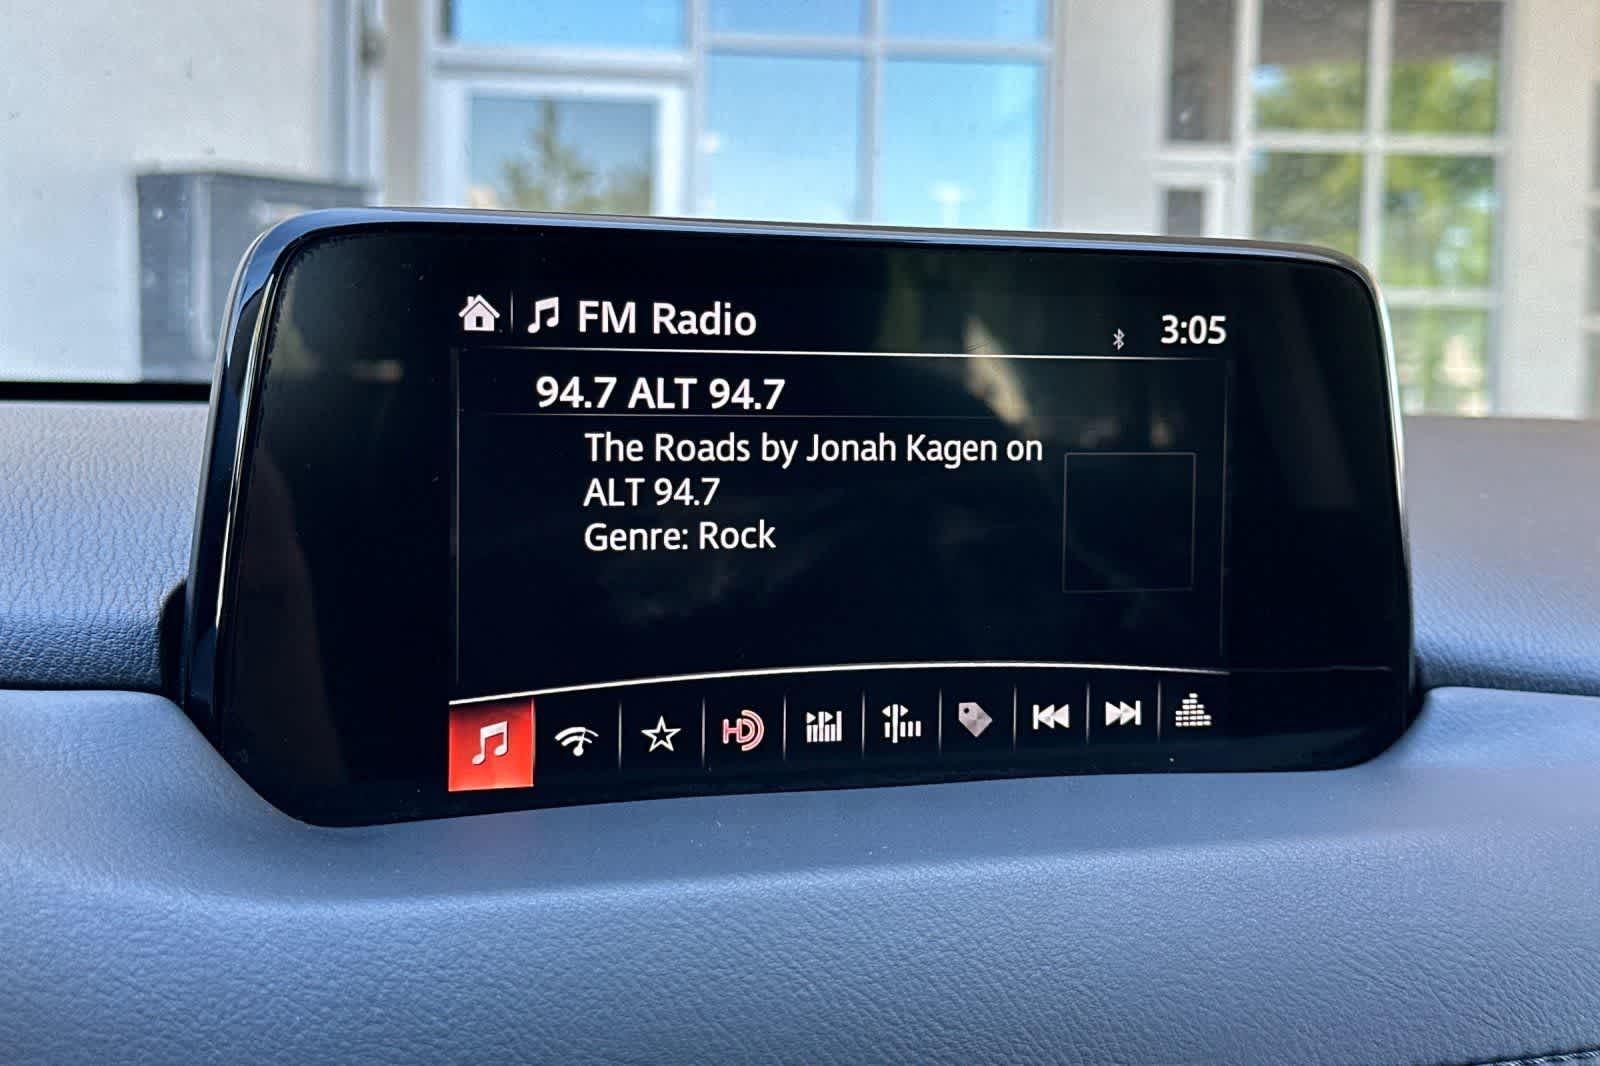 FM Radio
3:05
94.7 ALT 94.7
The Roads by Jonah Kagen on
ALT 94.7
Genre: Rock
HD